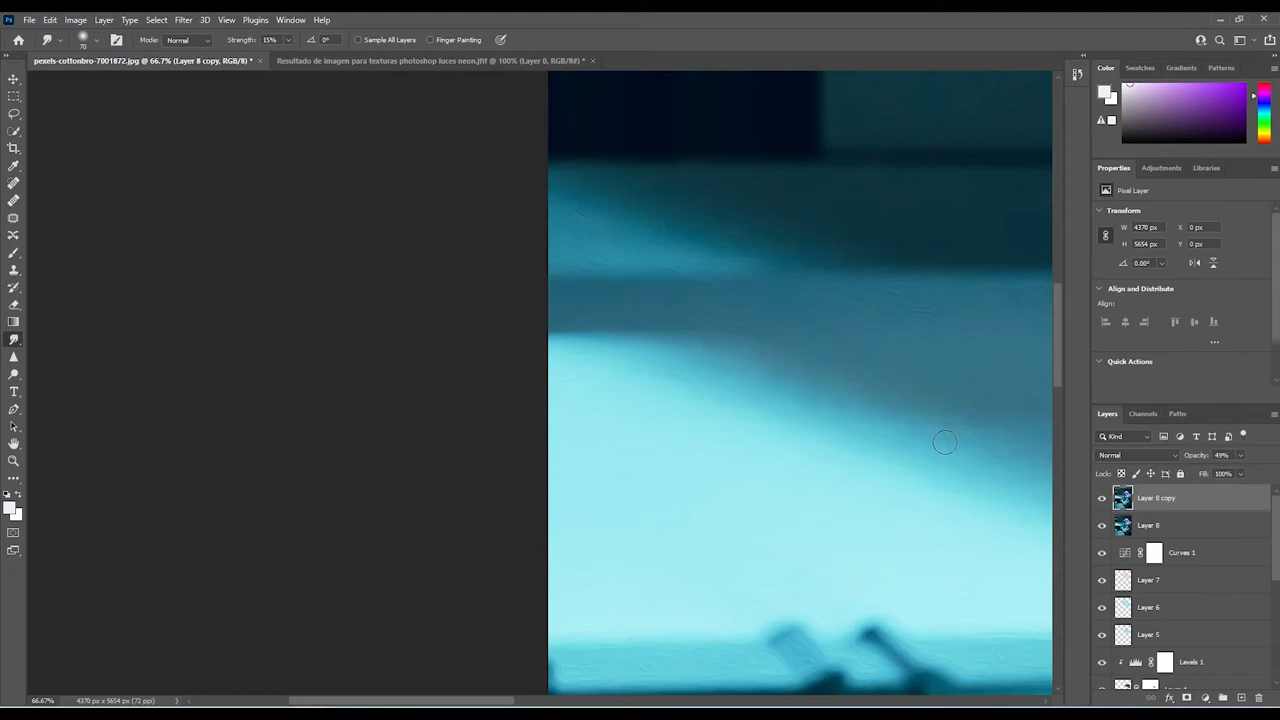 Ps File Edit Image Layer Type Select Filter 3D View Plugins Window Help
70 Mode: Normal Strength: 15% 0° Sample All Layers Finger Painting
pexels-cottonbro-7001872.jpg @ 66.7% (Layer 8 copy, RGB/8) * × Resultado de imagen para texturas photoshop luces neon.jfif @ 100% (Layer 0, RGB/8#) * ×
Color Swatches Gradients Patterns
Properties Adjustments Libraries
Pixel Layer
Transform
W 4370 px X 0 px
H 5654 px Y 0 px
0.00°
Align and Distribute
Align:
Quick Actions
Layers Channels Paths
Kind
Normal Opacity: 49%
Lock: Fill: 100%
Layer 8 copy
Layer 8
Curves 1
Layer 7
Layer 6
Layer 5
Levels 1
66.67% 4370 px x 5654 px (72 ppi)